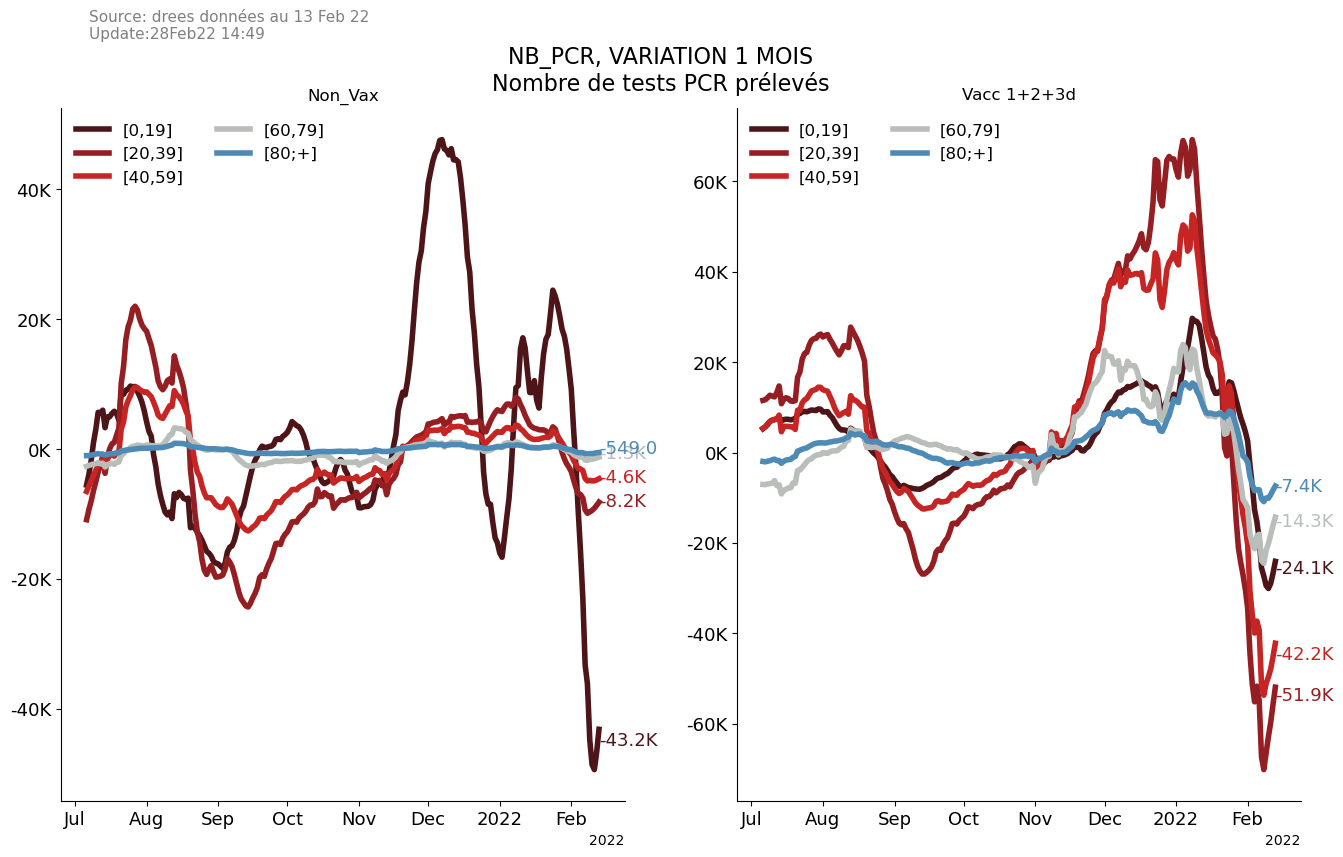 Source: drees données au 13 Feb 22
Update:28Feb22 14:49
NB_PCR, VARIATION 1 MOIS
Nombre de tests PCR prélevés
Non_Vax
[0,19]
[20,39]
[40,59]
[60,79]
[80;+]
40K
20K
0K
-20K
-40K
-549.0
-4.6K
-8.2K
-43.2K
Jul Aug Sep Oct Nov Dec 2022 Feb
2022
Vacc 1+2+3d
[0,19]
[20,39]
[40,59]
[60,79]
[80;+]
60K
40K
20K
0K
-20K
-40K
-60K
-7.4K
-14.3K
-24.1K
-42.2K
-51.9K
Jul Aug Sep Oct Nov Dec 2022 Feb
2022